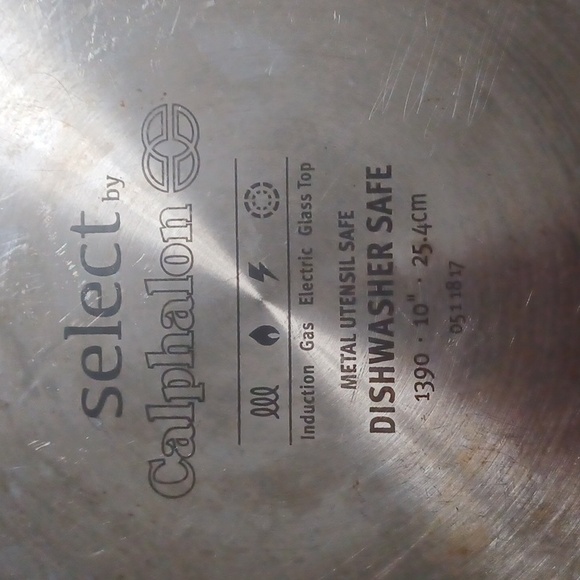 select by
Calphalon
Induction Gas Electric Glass Top
METAL UTENSIL SAFE
DISHWASHER SAFE
1390 · 10" · 25.4cm
0511817